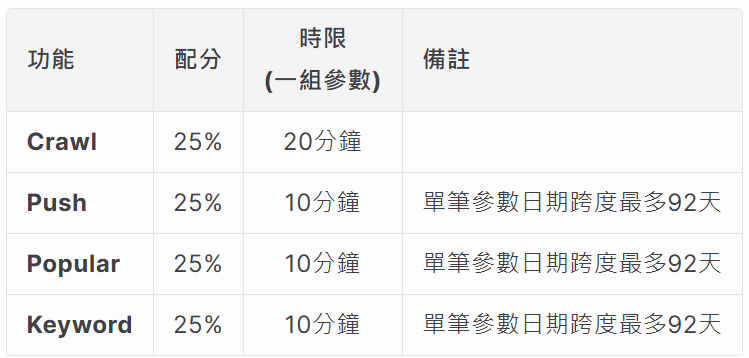 功能 配分 時限 備註
(一組參數)
Crawl 25% 20分鐘
Push 25% 10分鐘 單筆參數日期跨度最多92天
Popular 25% 10分鐘 單筆參數日期跨度最多92天
Keyword 25% 10分鐘 單筆參數日期跨度最多92天